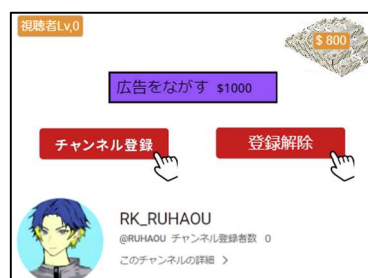 視聴者Lv,0
$ 800
広告をながす $1000
チャンネル登録
登録解除
RK_RUHAOU
@RUHAOU チャンネル登録者数 0
このチャンネルの詳細 >